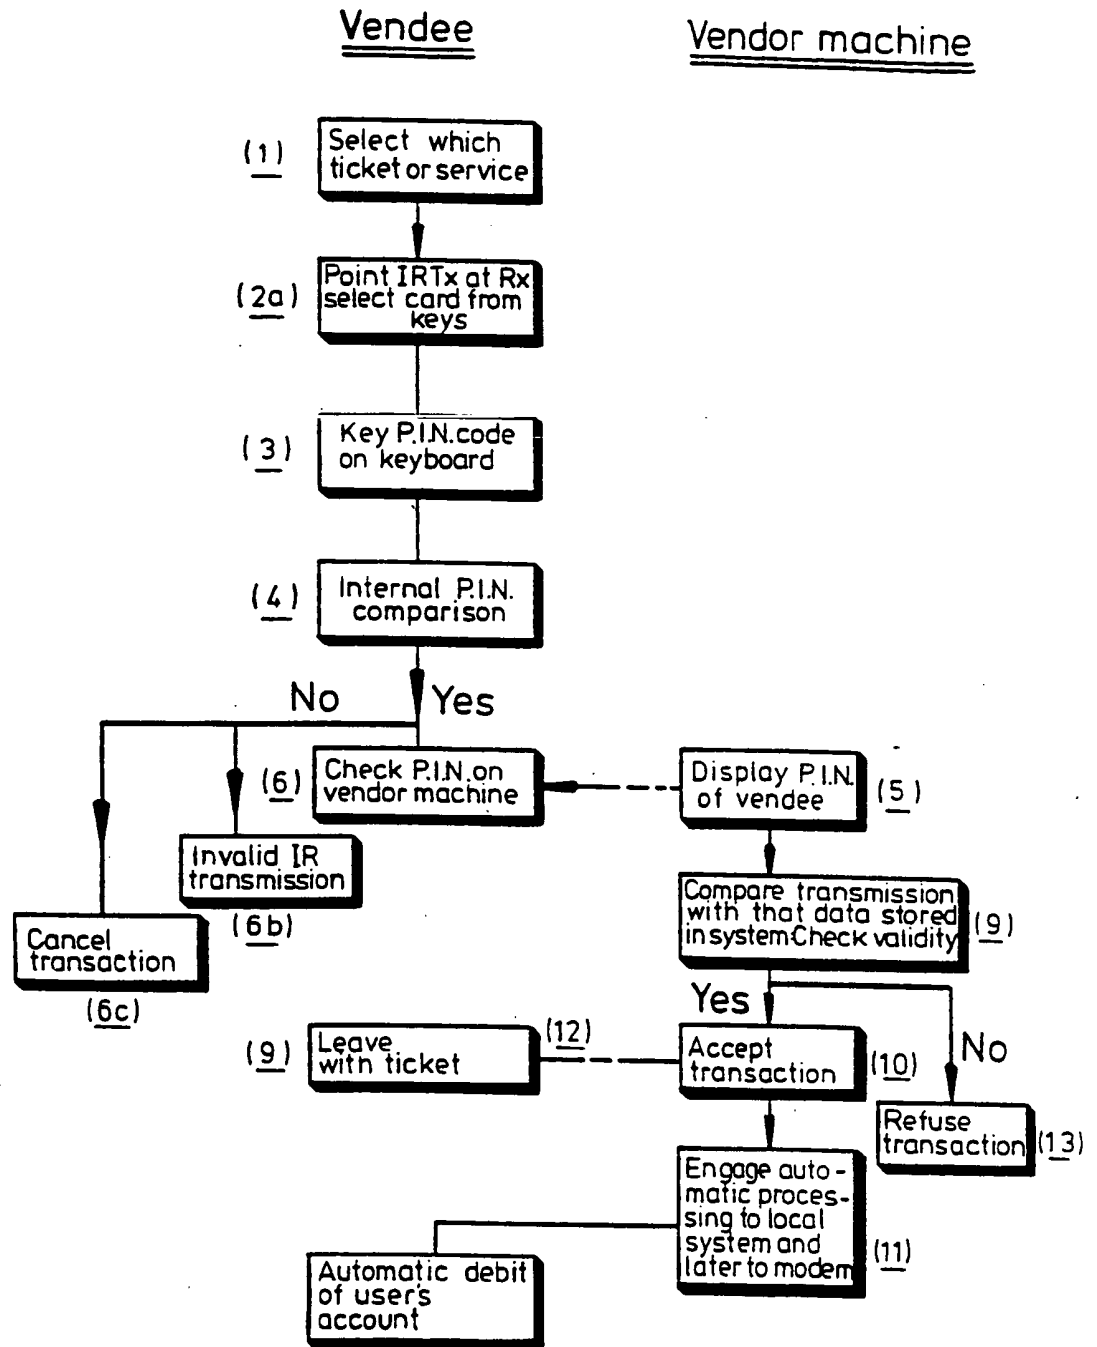 Vendee
Vendor machine
(1)
Select which
ticket or service
(2a)
Point IRTx at Rx
select card from
keys
(3)
Key P.I.N. code
on keyboard
(4)
Internal P.I.N.
comparison
No
Yes
(6)
Check P.I.N. on
vendor machine
Display P.I.N.
of vendee
(5)
Invalid IR
transmission
(6b)
Compare transmission
with that data stored
in system·Check validity
(9)
Cancel
transaction
(6c)
Yes
No
(9)
Leave
with ticket
(12)
Accept
transaction
(10)
Refuse
transaction
(13)
Engage auto-
matic proces-
sing to local
system and
later to modem
(11)
Automatic debit
of user's
account